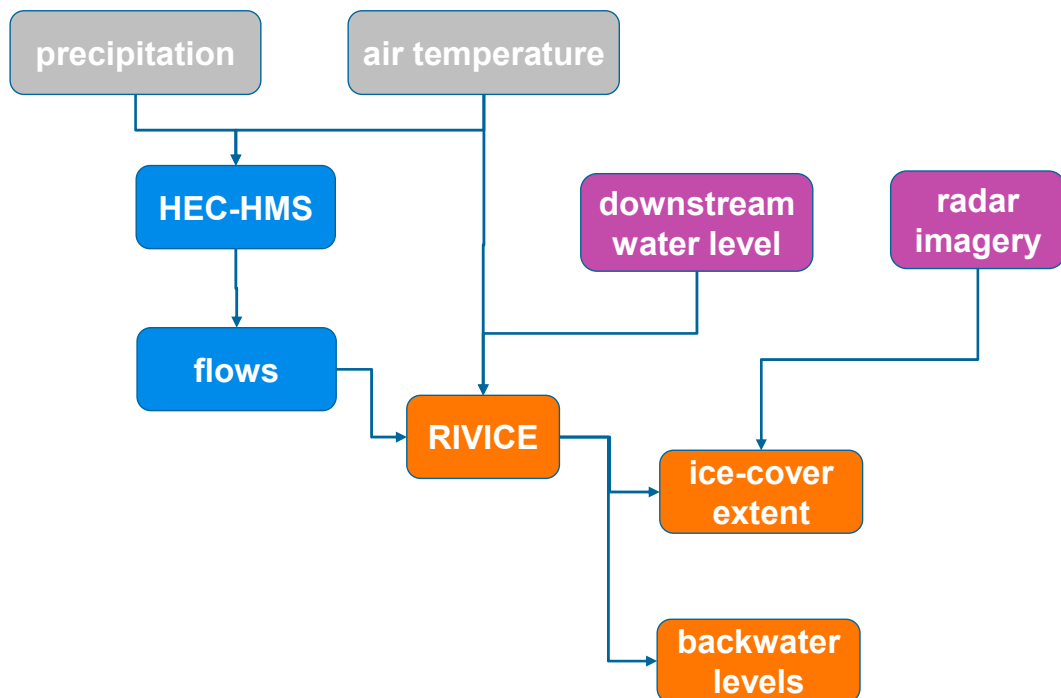 precipitation
air temperature
HEC-HMS
downstream
water level
radar
imagery
flows
RIVICE
ice-cover
extent
backwater
levels